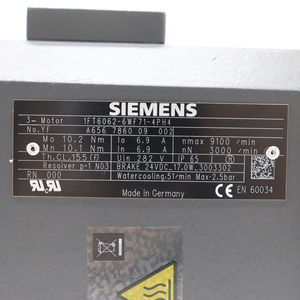 SIEMENS
3~ Motor 1FT6062-6WF71-4PH4
No.YF A656 7860 09 002
Mo 10.2 Nm Io 6.9 A nmax 9100 /min
Mn 10.1 Nm In 6.9 A nN 3000 /min
Th.CL.155(F) Uin 282 V IP 65
Resolver p=1 N03 BRAKE 24VDC 17.0W
RN 000 Watercooling:5l/min Max-2.5bar
Made in Germany
CE EN 60034